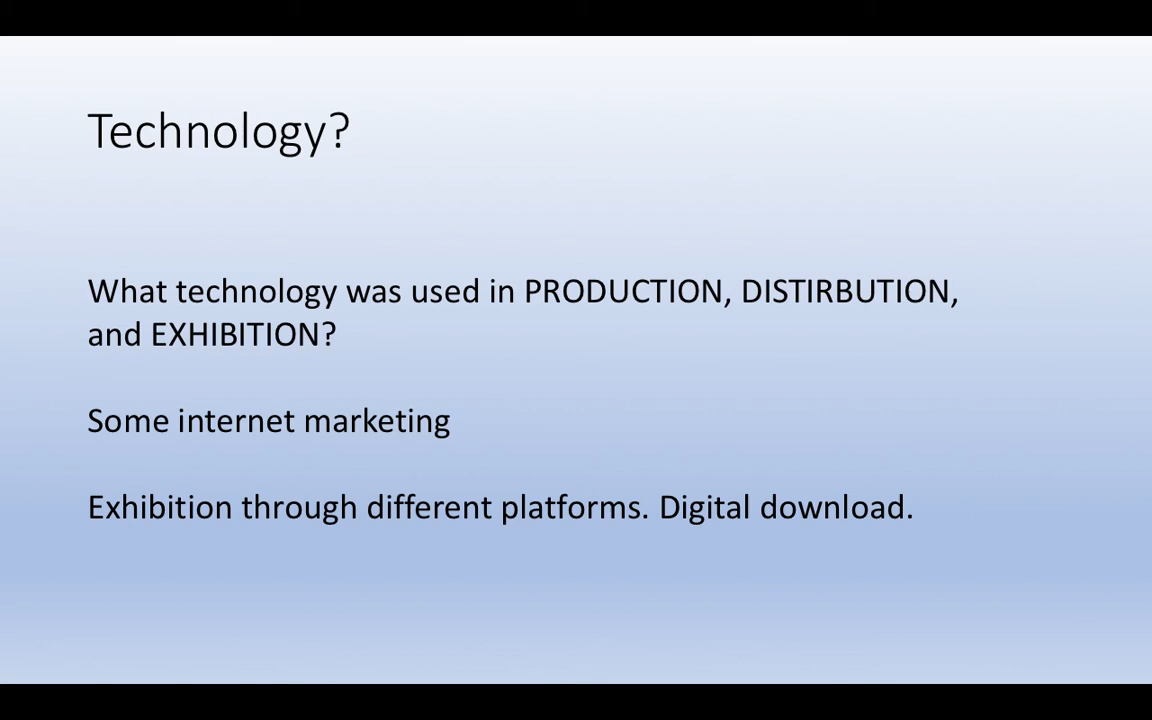 Technology?
What technology was used in PRODUCTION, DISTIRBUTION,
and EXHIBITION?
Some internet marketing
Exhibition through different platforms. Digital download.